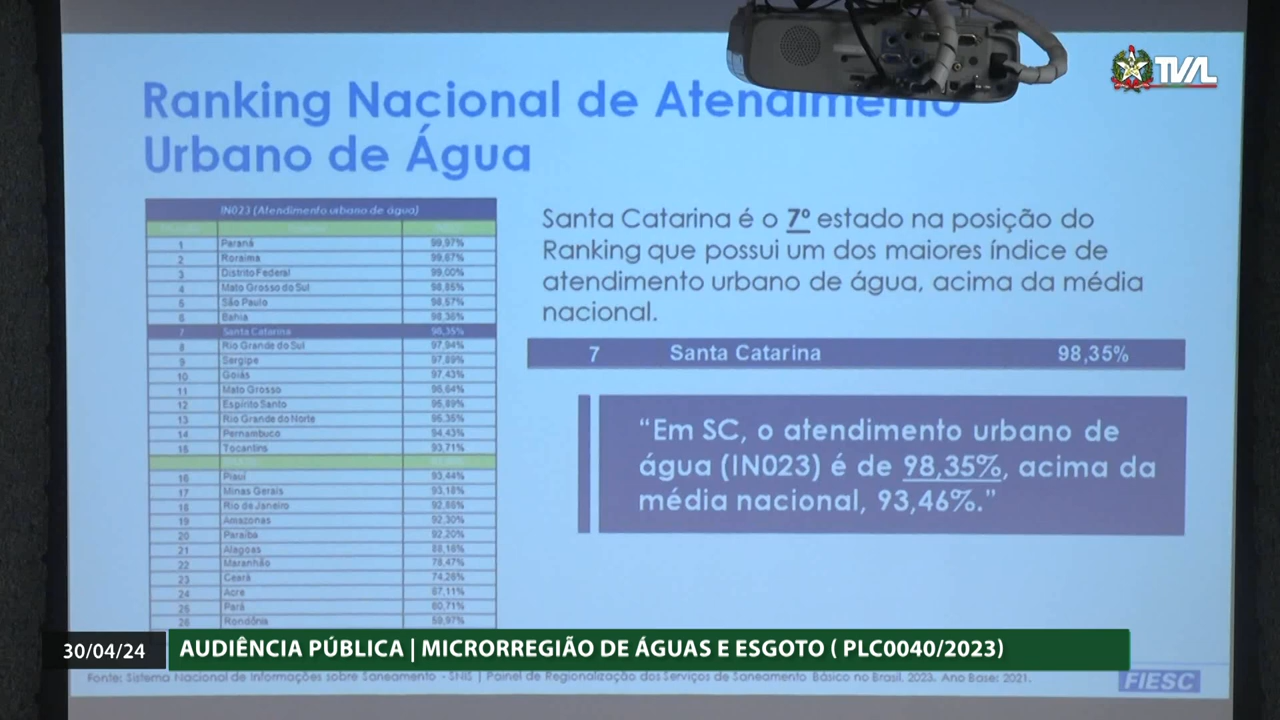 TVAL
Ranking Nacional de Atendimento
Urbano de Água
IN023 (Atendimento urbano de água)
1 Paraná 99,97%
2 Roraima 99,67%
3 Distrito Federal 99,00%
4 Mato Grosso do Sul 98,85%
5 São Paulo 98,57%
6 Bahia 98,36%
7 Santa Catarina 98,35%
8 Rio Grande do Sul 97,94%
9 Sergipe 97,89%
10 Goiás 97,43%
11 Mato Grosso 96,64%
12 Espírito Santo
13 Rio Grande do Norte
14 Pernambuco 94,43%
15 Tocantins 93,71%
16 Piauí 93,44%
17 Minas Gerais 93,18%
18 Rio de Janeiro
19 Amazonas 92,30%
20 Paraíba 92,20%
21 Alagoas
22 Maranhão 78,47%
23 Ceará 74,26%
24 Acre
25 Pará
26 Rondônia
Santa Catarina é o 7º estado na posição do
Ranking que possui um dos maiores índice de
atendimento urbano de água, acima da média
nacional.
7 Santa Catarina 98,35%
“Em SC, o atendimento urbano de
água (IN023) é de 98,35%, acima da
média nacional, 93,46%.”
30/04/24
AUDIÊNCIA PÚBLICA | MICRORREGIÃO DE ÁGUAS E ESGOTO ( PLC0040/2023)
Fonte: Sistema Nacional de Informações sobre Saneamento - SNIS | Painel de Regionalização dos Serviços de Saneamento Básico no Brasil, 2023. Ano Base: 2021.
FIESC